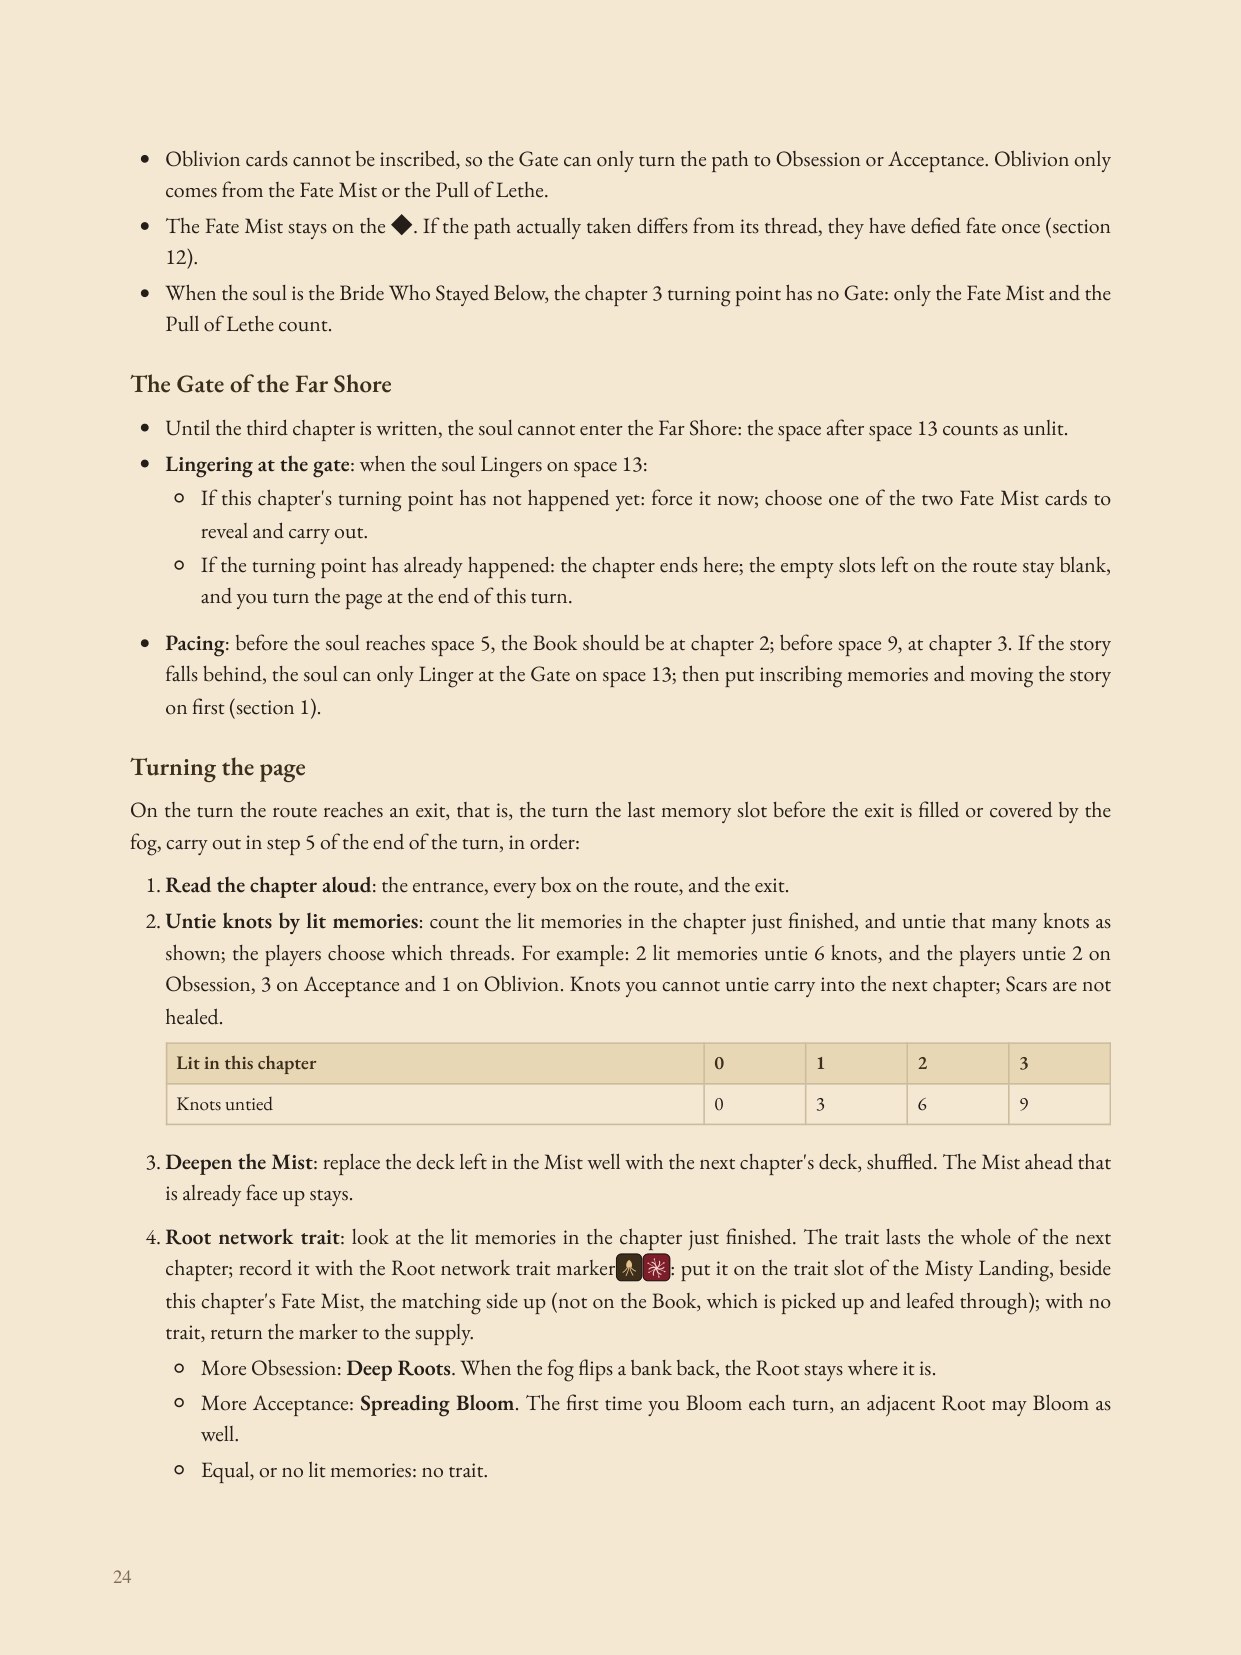 Oblivion cards cannot be inscribed, so the Gate can only turn the path to Obsession or Acceptance. Oblivion only
comes from the Fate Mist or the Pull of Lethe.
The Fate Mist stays on the ◆. If the path actually taken differs from its thread, they have defied fate once (section
12).
When the soul is the Bride Who Stayed Below, the chapter 3 turning point has no Gate: only the Fate Mist and the
Pull of Lethe count.
The Gate of the Far Shore
Until the third chapter is written, the soul cannot enter the Far Shore: the space after space 13 counts as unlit.
Lingering at the gate: when the soul Lingers on space 13:
If this chapter's turning point has not happened yet: force it now; choose one of the two Fate Mist cards to
reveal and carry out.
If the turning point has already happened: the chapter ends here; the empty slots left on the route stay blank,
and you turn the page at the end of this turn.
Pacing: before the soul reaches space 5, the Book should be at chapter 2; before space 9, at chapter 3. If the story
falls behind, the soul can only Linger at the Gate on space 13; then put inscribing memories and moving the story
on first (section 1).
Turning the page
On the turn the route reaches an exit, that is, the turn the last memory slot before the exit is filled or covered by the
fog, carry out in step 5 of the end of the turn, in order:
1. Read the chapter aloud: the entrance, every box on the route, and the exit.
2. Untie knots by lit memories: count the lit memories in the chapter just finished, and untie that many knots as
shown; the players choose which threads. For example: 2 lit memories untie 6 knots, and the players untie 2 on
Obsession, 3 on Acceptance and 1 on Oblivion. Knots you cannot untie carry into the next chapter; Scars are not
healed.
Lit in this chapter 0 1 2 3
Knots untied 0 3 6 9
3. Deepen the Mist: replace the deck left in the Mist well with the next chapter's deck, shuffled. The Mist ahead that
is already face up stays.
4. Root network trait: look at the lit memories in the chapter just finished. The trait lasts the whole of the next
chapter; record it with the Root network trait marker: put it on the trait slot of the Misty Landing, beside
this chapter's Fate Mist, the matching side up (not on the Book, which is picked up and leafed through); with no
trait, return the marker to the supply.
More Obsession: Deep Roots. When the fog flips a bank back, the Root stays where it is.
More Acceptance: Spreading Bloom. The first time you Bloom each turn, an adjacent Root may Bloom as
well.
Equal, or no lit memories: no trait.
24